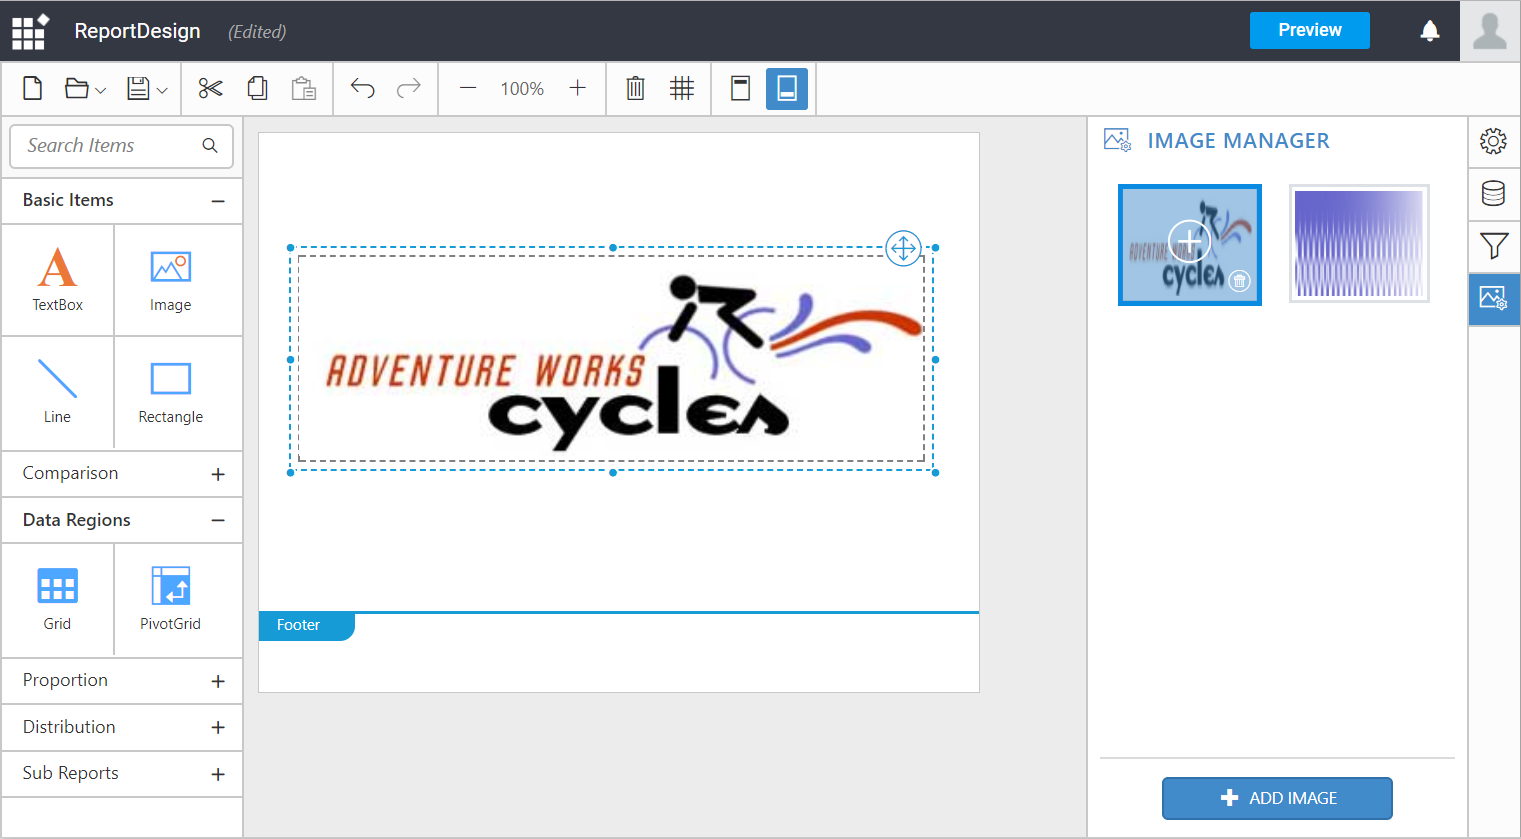 ReportDesign (Edited) Preview
100%
Search Items
Basic Items
TextBox Image
Line Rectangle
Comparison
Data Regions
Grid PivotGrid
Proportion
Distribution
Sub Reports
ADVENTURE WORKS
cycles
Footer
IMAGE MANAGER
ADVENTURE WORKS
cycles
ADD IMAGE